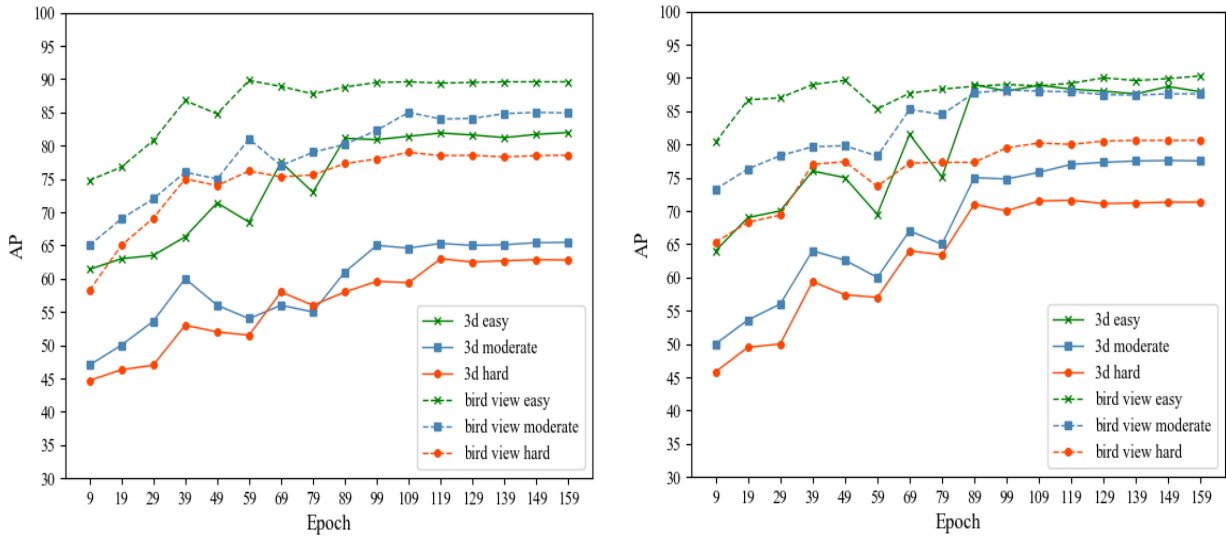 100
90
85
80
75
70
65
60
55
50
45
40
35
30
AP
9 19 29 39 49 59 69 79 89 99 109 119 129 139 149 159
Epoch
3d easy
3d moderate
3d hard
bird view easy
bird view moderate
bird view hard
100
90
85
80
75
70
65
60
55
50
45
40
35
30
AP
9 19 29 39 49 59 69 79 89 99 109 119 129 139 149 159
Epoch
3d easy
3d moderate
3d hard
bird view easy
bird view moderate
bird view hard